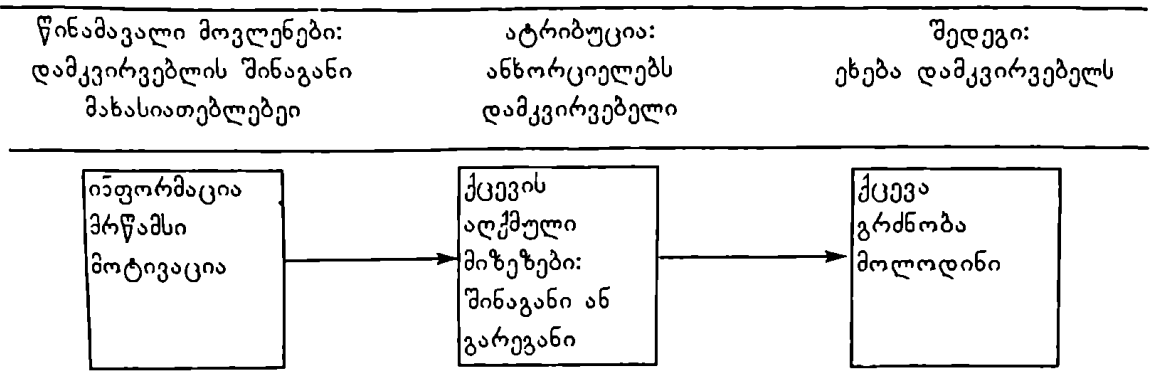 წინამავალი მოვლენები:
დამკვირვებლის შინაგანი
მახასიათებლებეი
ატრიბუცია:
ანხორციელებს
დამკვირვებელი
შედეგი:
ეხება დამკვირვებელს
ინფორმაცია
მრწამსი
მოტივაცია
ქცევის
აღქმული
მიზეზები:
შინაგანი ან
გარეგანი
ქცევა
გრძნობა
მოლოდინი